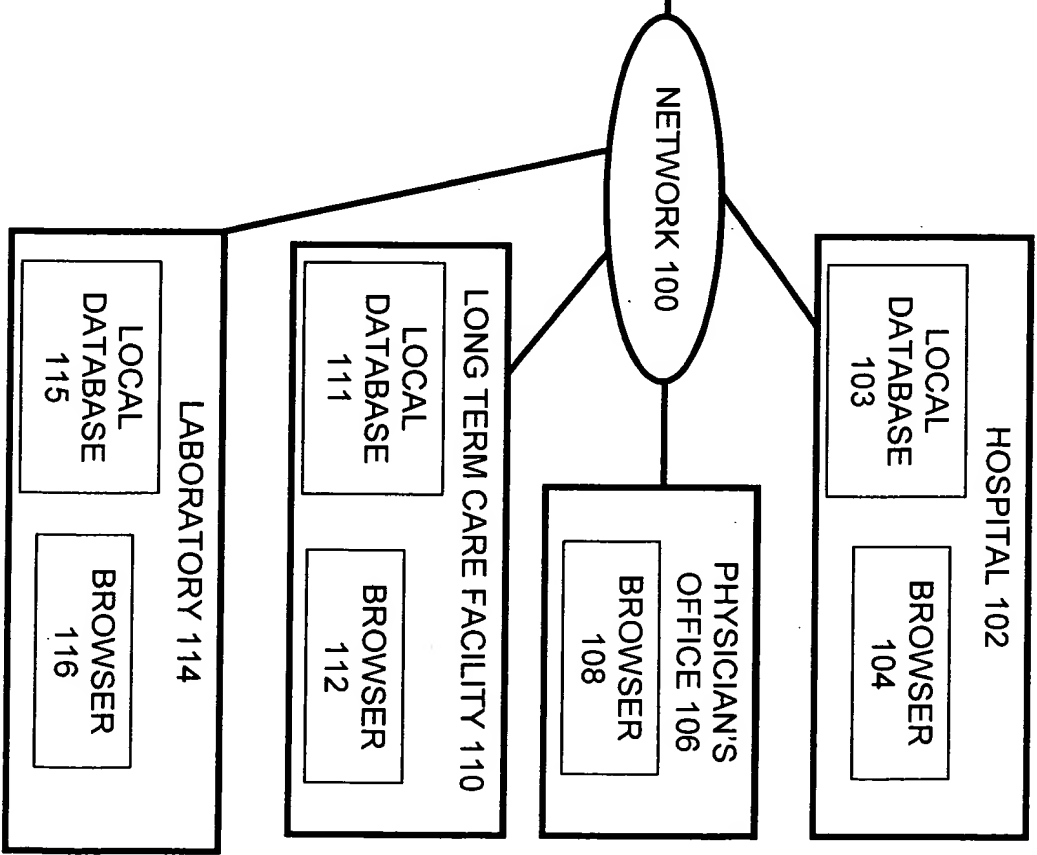 NETWORK 100
HOSPITAL 102
LOCAL
DATABASE
103
BROWSER
104
PHYSICIAN'S
OFFICE 106
BROWSER
108
LONG TERM CARE FACILITY 110
LOCAL
DATABASE
111
BROWSER
112
LABORATORY 114
LOCAL
DATABASE
115
BROWSER
116